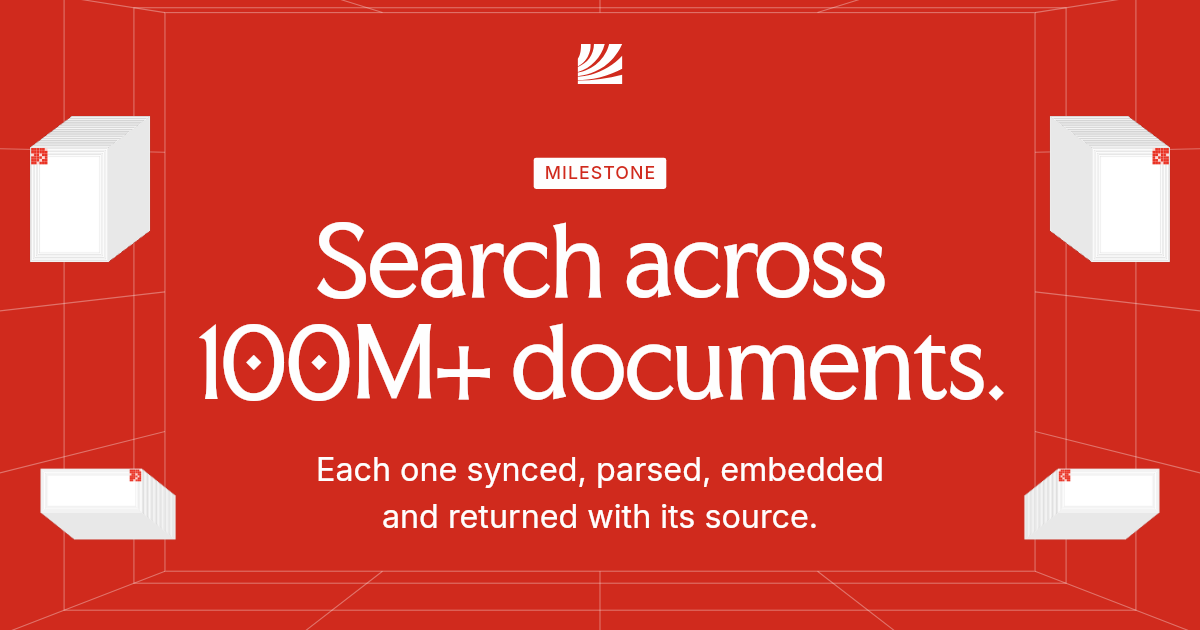 MILESTONE
Search across
100M+ documents.
Each one synced, parsed, embedded
and returned with its source.